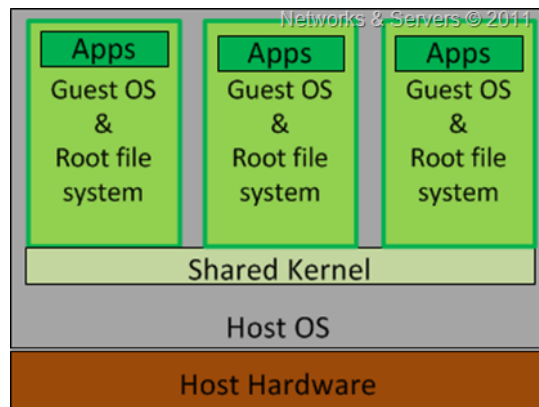 Networks & Servers © 2011
Apps
Guest OS
&
Root file
system
Apps
Guest OS
&
Root file
system
Apps
Guest OS
&
Root file
system
Shared Kernel
Host OS
Host Hardware